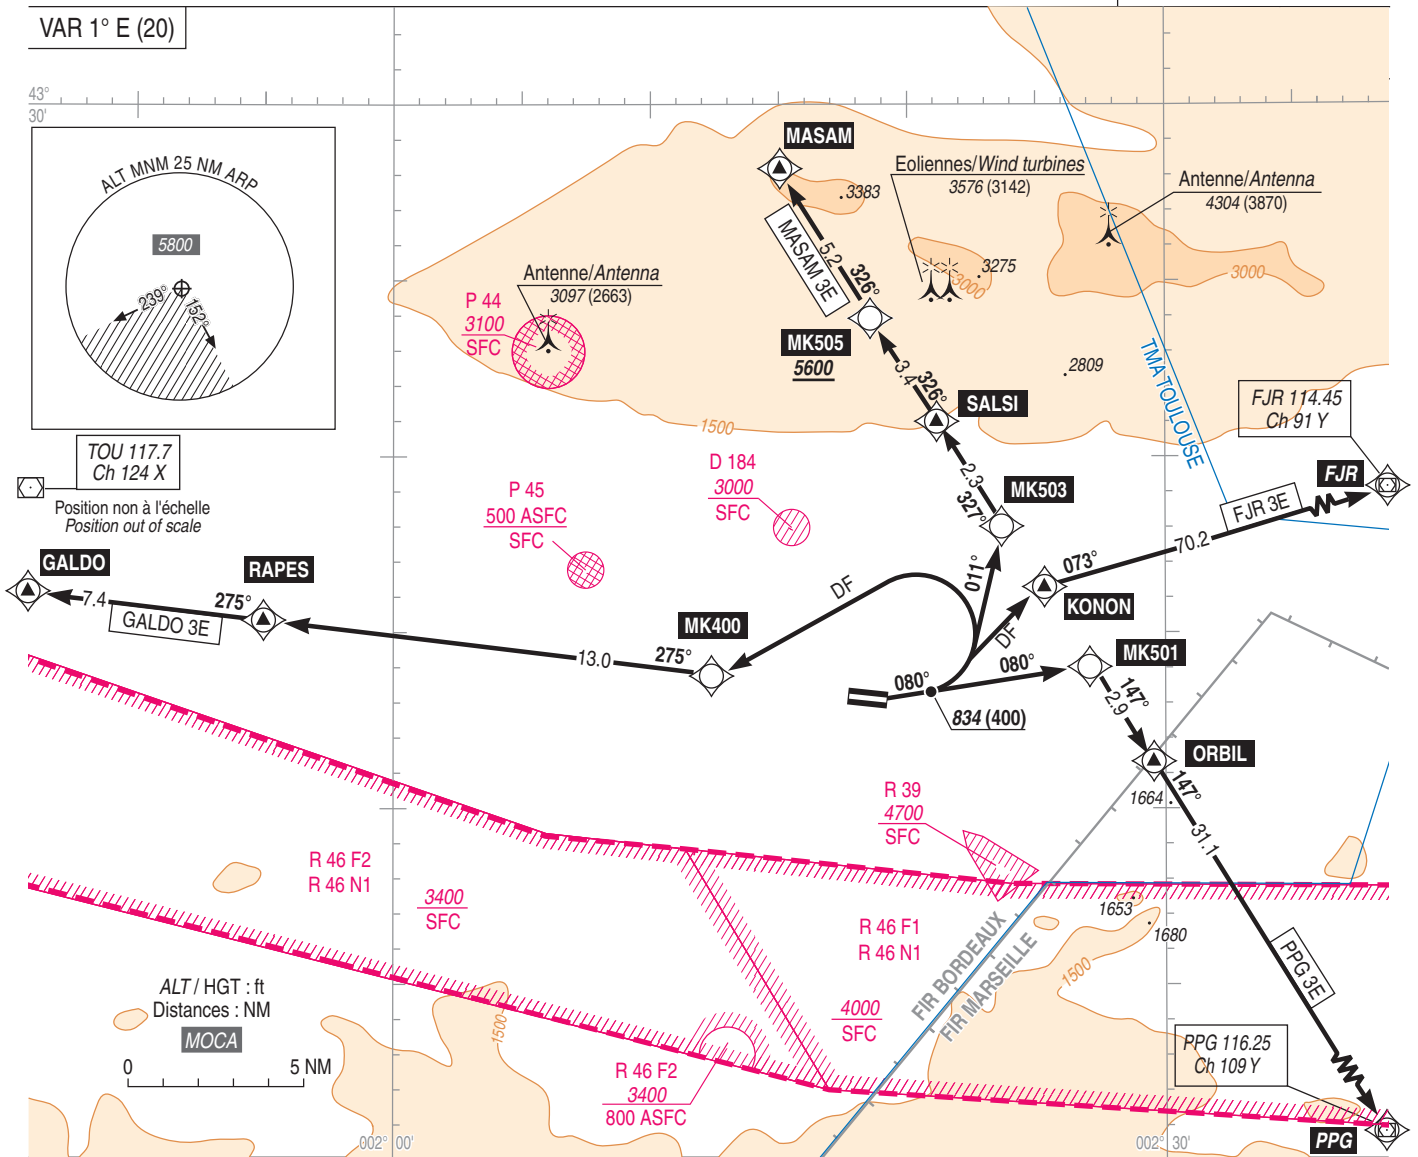 VAR 1° E (20)
43°
30'
ALT MNM 25 NM ARP
5800
239°
152°
TOU 117.7
Ch 124 X
Position non à l'échelle
Position out of scale
MASAM
3383
Eoliennes/Wind turbines
3576 (3142)
Antenne/Antenna
4304 (3870)
MASAM 3E
5.2
326°
3275
3000
3000
Antenne/Antenna
3097 (2663)
P 44
3100
SFC
MK505
5600
3.4
326°
2809
TMA TOULOUSE
SALSI
1500
FJR 114.45
Ch 91 Y
FJR
D 184
3000
SFC
2.3
327°
MK503
P 45
500 ASFC
SFC
FJR 3E
70.2
GALDO
7.4
GALDO 3E
275°
RAPES
13.0
275°
MK400
DF
011°
073°
KONON
DF
080°
080°
MK501
834 (400)
147°
2.9
ORBIL
147°
1664
31.1
R 39
4700
SFC
R 46 F2
R 46 N1
3400
SFC
R 46 F1
R 46 N1
4000
SFC
1653
1680
FIR BORDEAUX
FIR MARSEILLE
1500
PPG 3E
ALT / HGT : ft
Distances : NM
MOCA
0
5 NM
1500
R 46 F2
3400
800 ASFC
PPG 116.25
Ch 109 Y
PPG
002° 00'
002° 30'